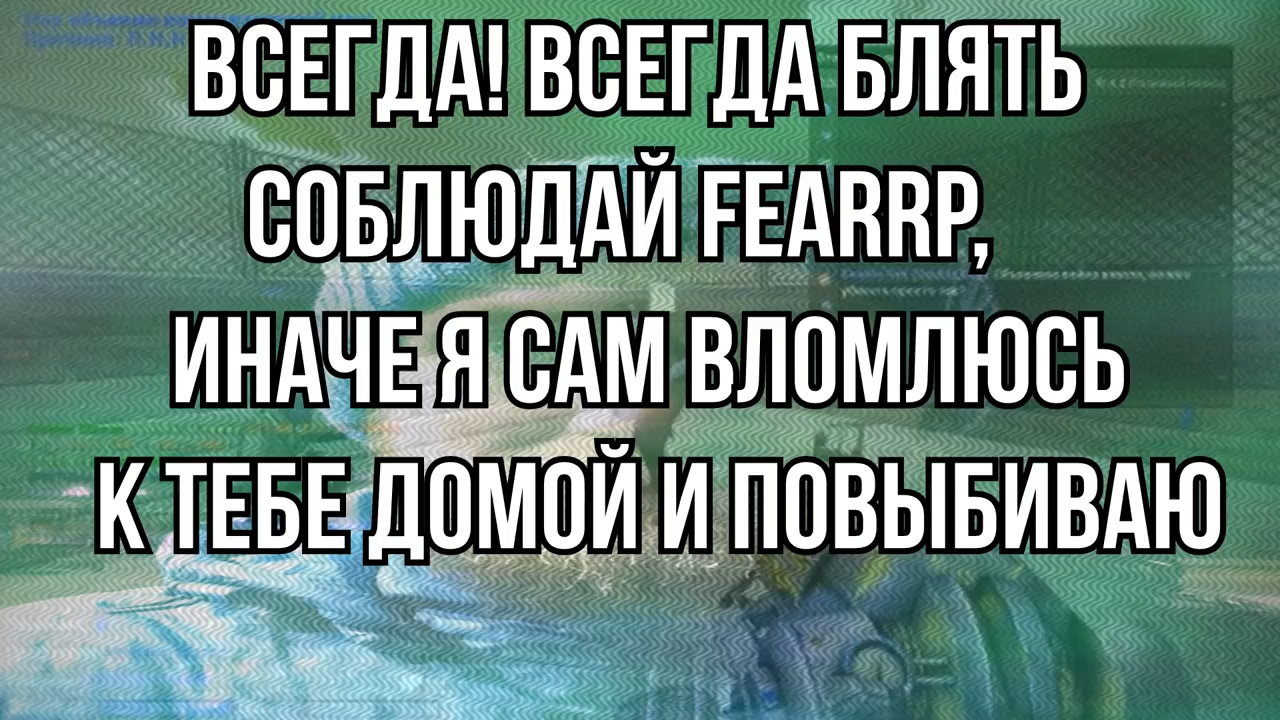 ВСЕГДА! ВСЕГДА БЛЯТЬ
СОБЛЮДАЙ FEARRP,
ИНАЧЕ Я САМ ВЛОМЛЮСЬ
К ТЕБЕ ДОМОЙ И ПОВЫБИВАЮ